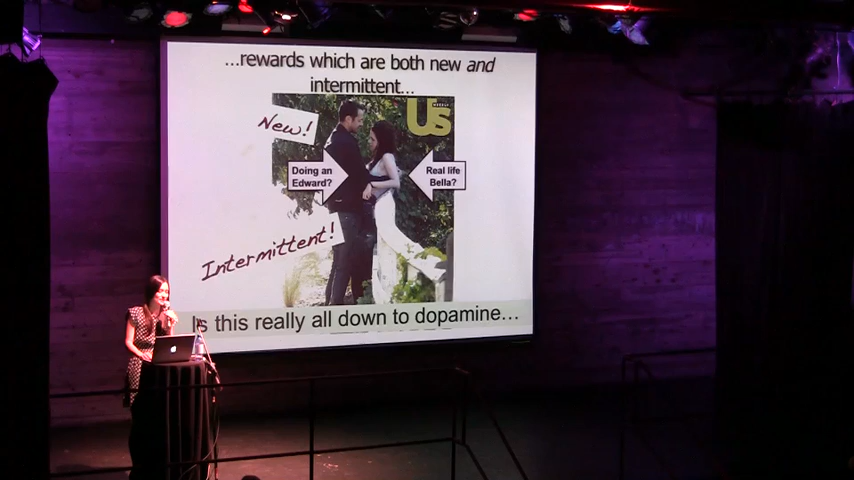 ...rewards which are both new and
intermittent...
Us
New!
Doing an
Edward?
Real life
Bella?
Intermittent!
Is this really all down to dopamine...